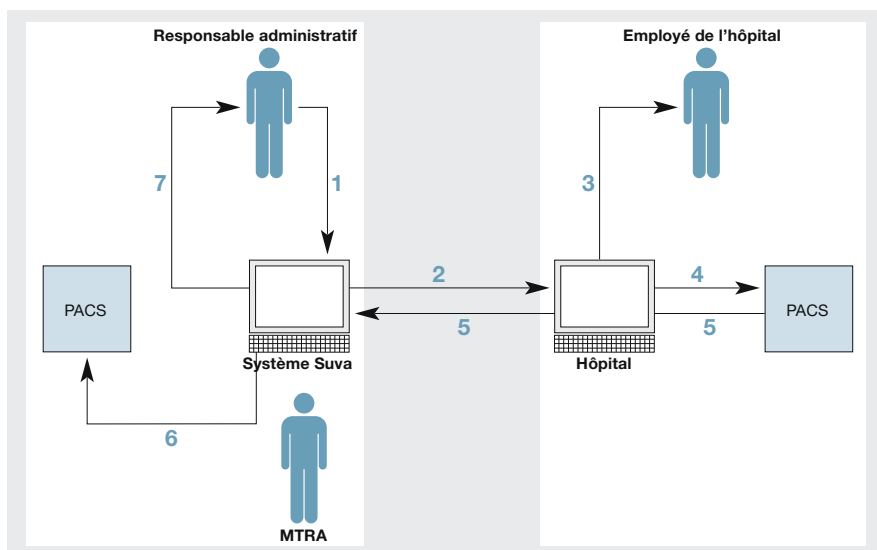 Responsable administratif
Employé de l'hôpital
7
1
3
2
4
PACS
PACS
5
5
Système Suva
Hôpital
6
MTRA